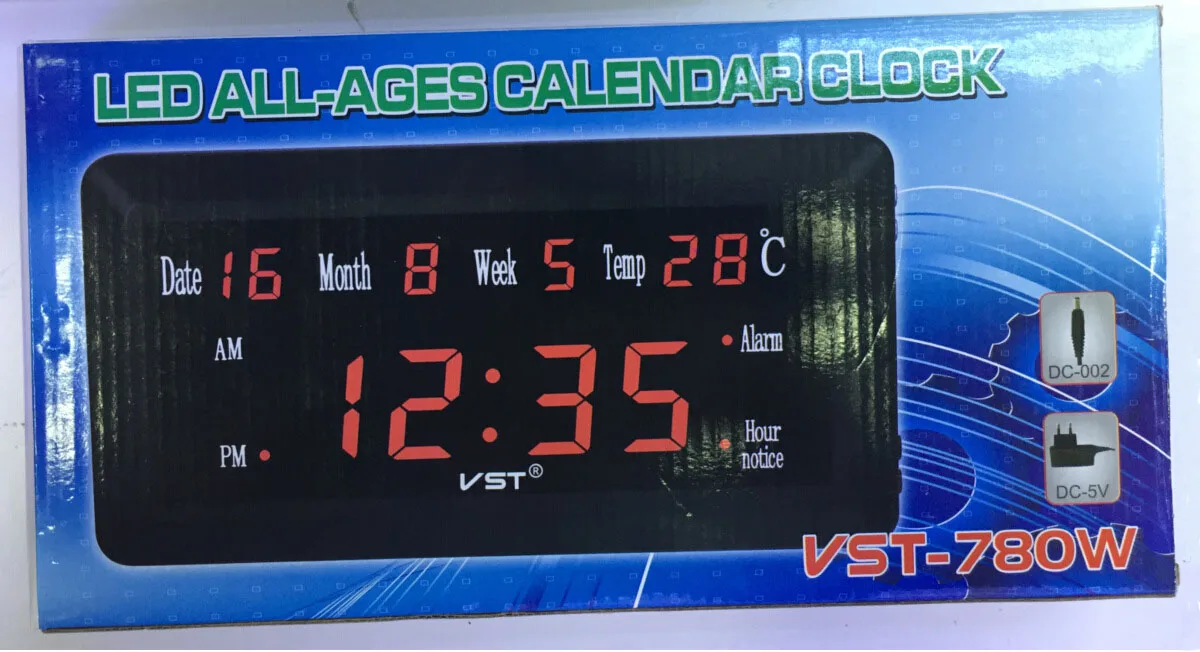 LED ALL-AGES CALENDAR CLOCK
Date 16 Month 8 Week 5 Temp 28 °C
AM
12:35
Alarm
PM
Hour
notice
VST®
DC-002
DC-5V
VST-780W